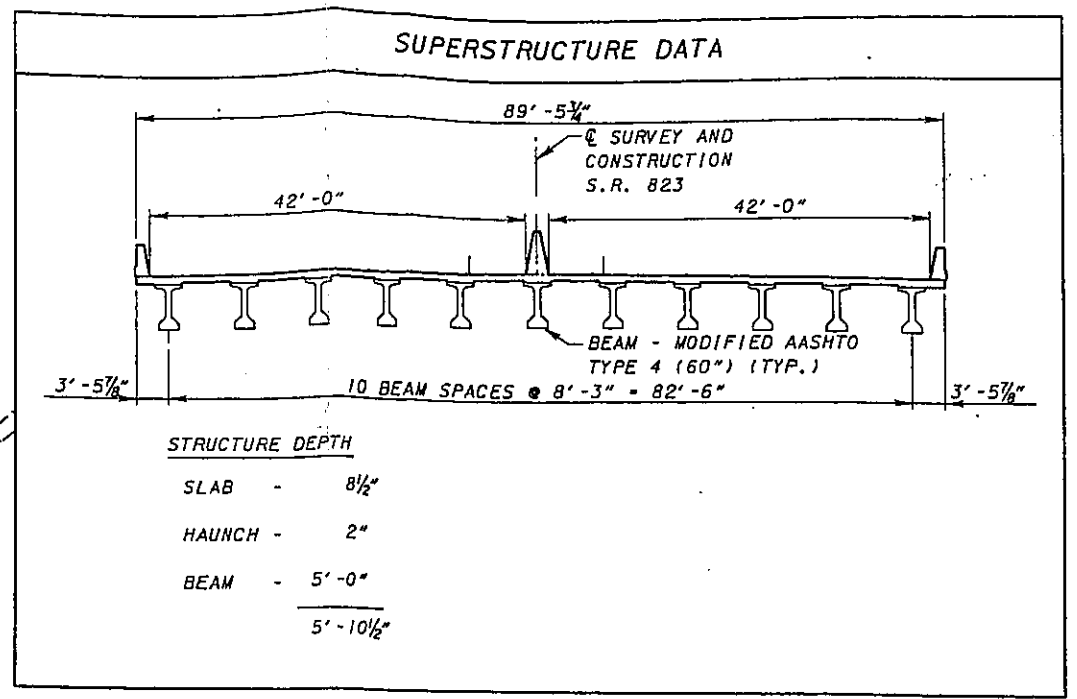 SUPERSTRUCTURE DATA
89'-5¾"
℄ SURVEY AND
CONSTRUCTION
S.R. 823
42'-0"
42'-0"
BEAM - MODIFIED AASHTO
TYPE 4 (60") (TYP.)
3'-5⅞"
10 BEAM SPACES @ 8'-3" = 82'-6"
3'-5⅞"
STRUCTURE DEPTH
SLAB - 8½"
HAUNCH - 2"
BEAM - 5'-0"
5'-10½"